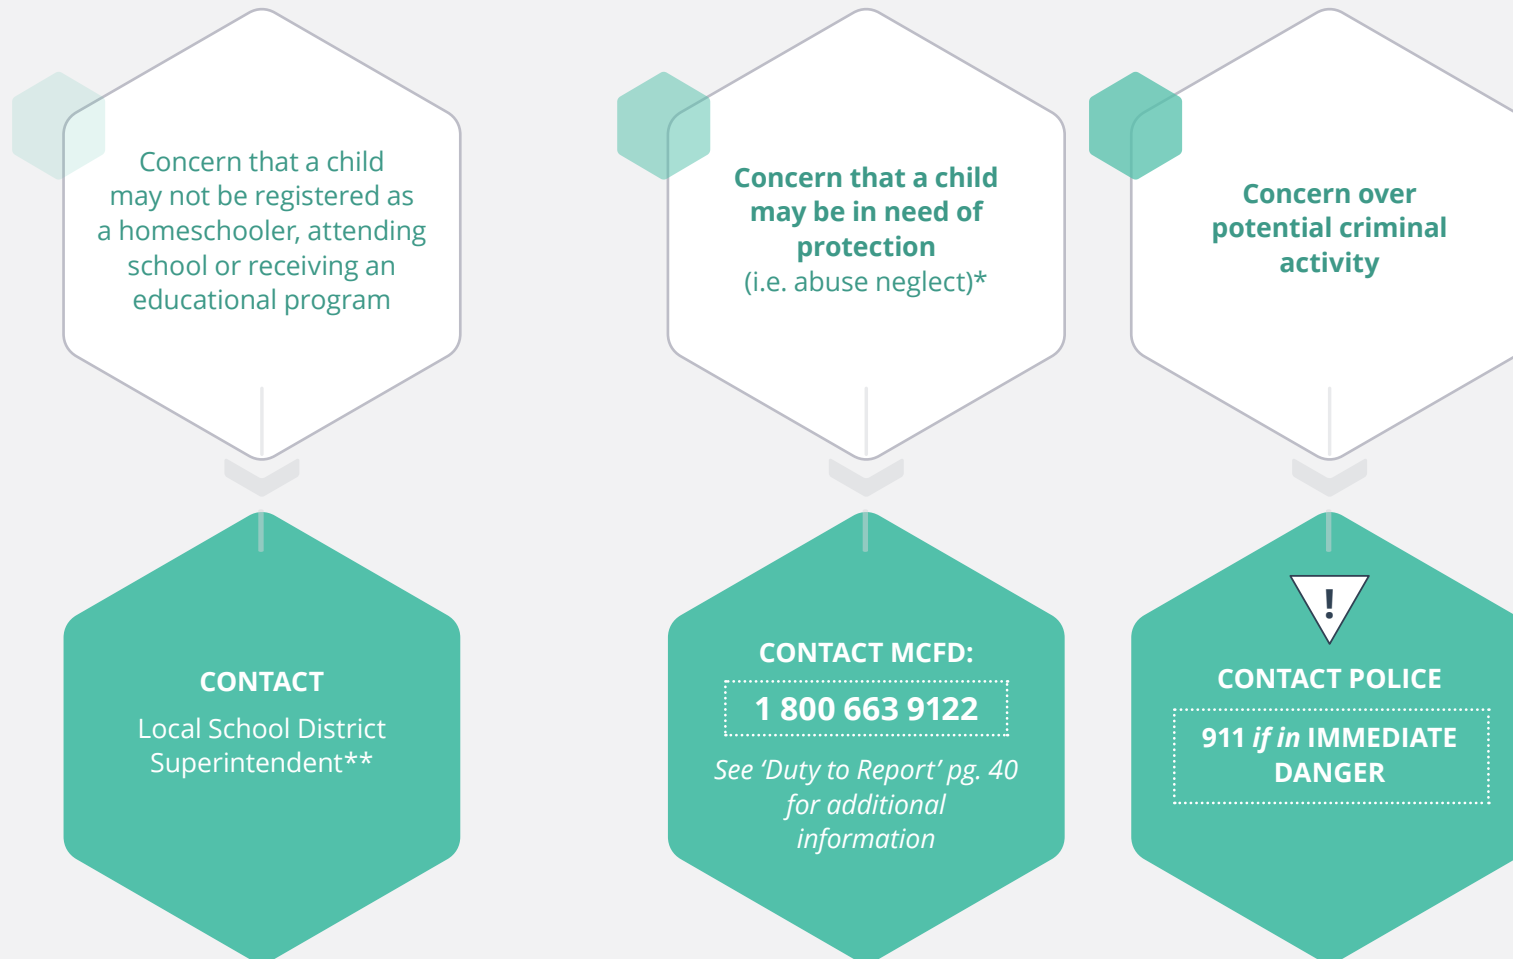 Concern that a child
may not be registered as
a homeschooler, attending
school or receiving an
educational program
CONTACT
Local School District
Superintendent**
Concern that a child
may be in need of
protection
(i.e. abuse neglect)*
CONTACT MCFD:
1 800 663 9122
See ‘Duty to Report’ pg. 40
for additional
information
Concern over
potential criminal
activity
!
CONTACT POLICE
911 if in IMMEDIATE
DANGER